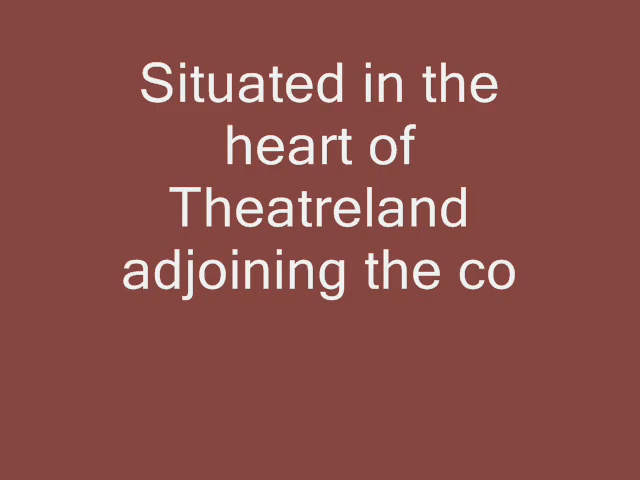 Situated in the
heart of
Theatreland
adjoining the co